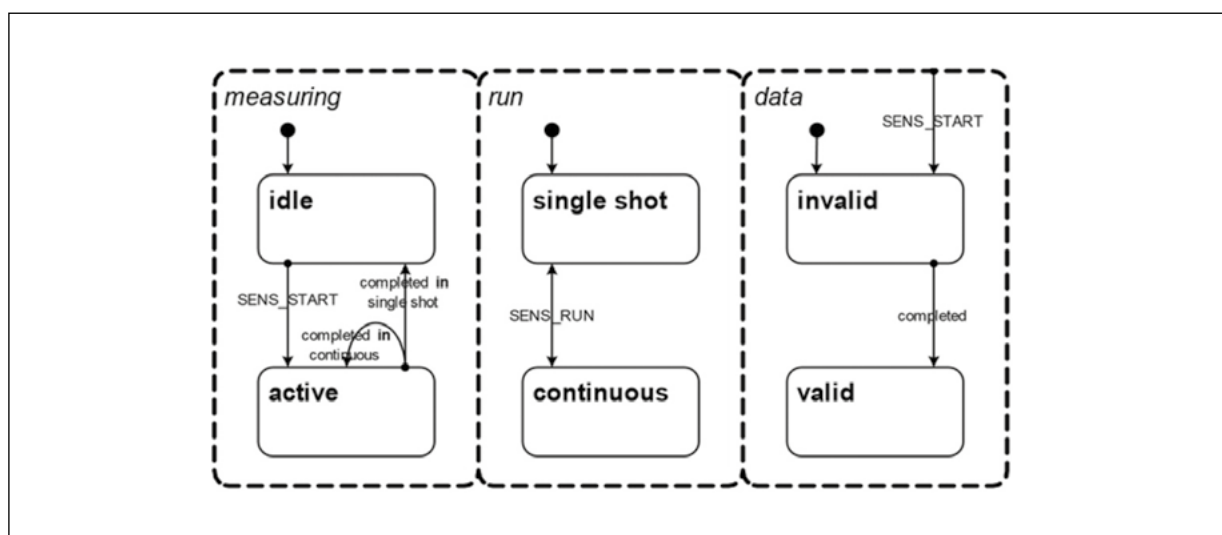 measuring
run
data
SENS_START
idle
single shot
invalid
completed in
single shot
SENS_START
completed in
continuous
SENS_RUN
completed
active
continuous
valid